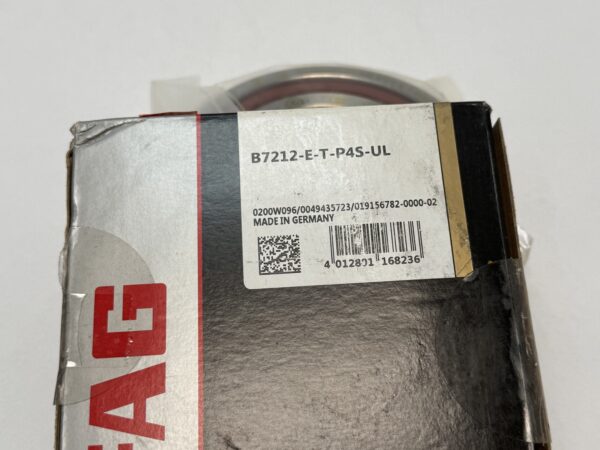 B7212-E-T-P4S-UL
0200W096/0049435723/019156782-0000-02
MADE IN GERMANY
4 012801 168236
FAG